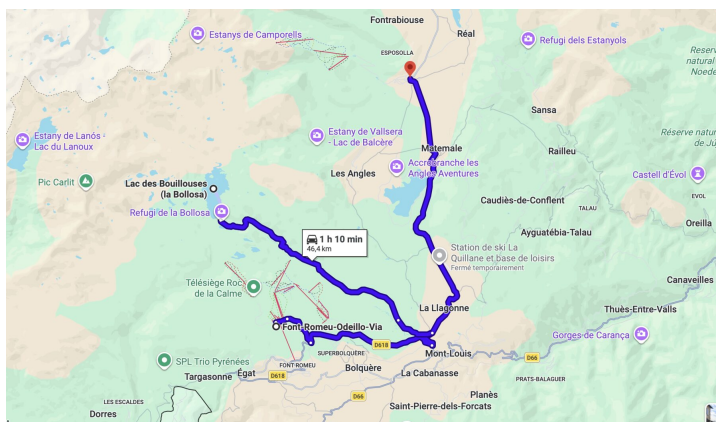 Fontrabiouse
Réal
Estanys de Camporells
ESPOSOLLA
Refugi dels Estanyols
Reserv
natural
Noede
Sansa
Estany de Lanós -
Lac du Lanoux
Estany de Vallsera
- Lac de Balcère
Matemale
Railleu
Réserve natur
de Ju
Accrobranche les
Angles Aventures
Les Angles
Castell d'Évol
Pic Carlit
EVOL
Lac des Bouillouses
(la Bollosa)
Caudiès-de-Conflent
TALAU
Refugi de la Bollosa
Oreilla
Ayguatébia-Talau
1 h 10 min
46,4 km
Station de ski La
Quillane et base de loisirs
Fermé temporairement
Canaveilles
Télésiège Roc
de la Calme
La Llagonne
Thuès-Entre-Valls
Font-Romeu-Odeillo-Via
Gorges de Carança
D618
SUPERBOLQUÈRE
Mont-Louis
D66
SPL Trio Pyrénées
FONT-ROMEU
Bolquère
La Cabanasse
Égat
D618
Targasonne
PRATS-BALAGUER
D66
Planès
LES ESCALDES
Saint-Pierre-dels-Forcats
Dorres